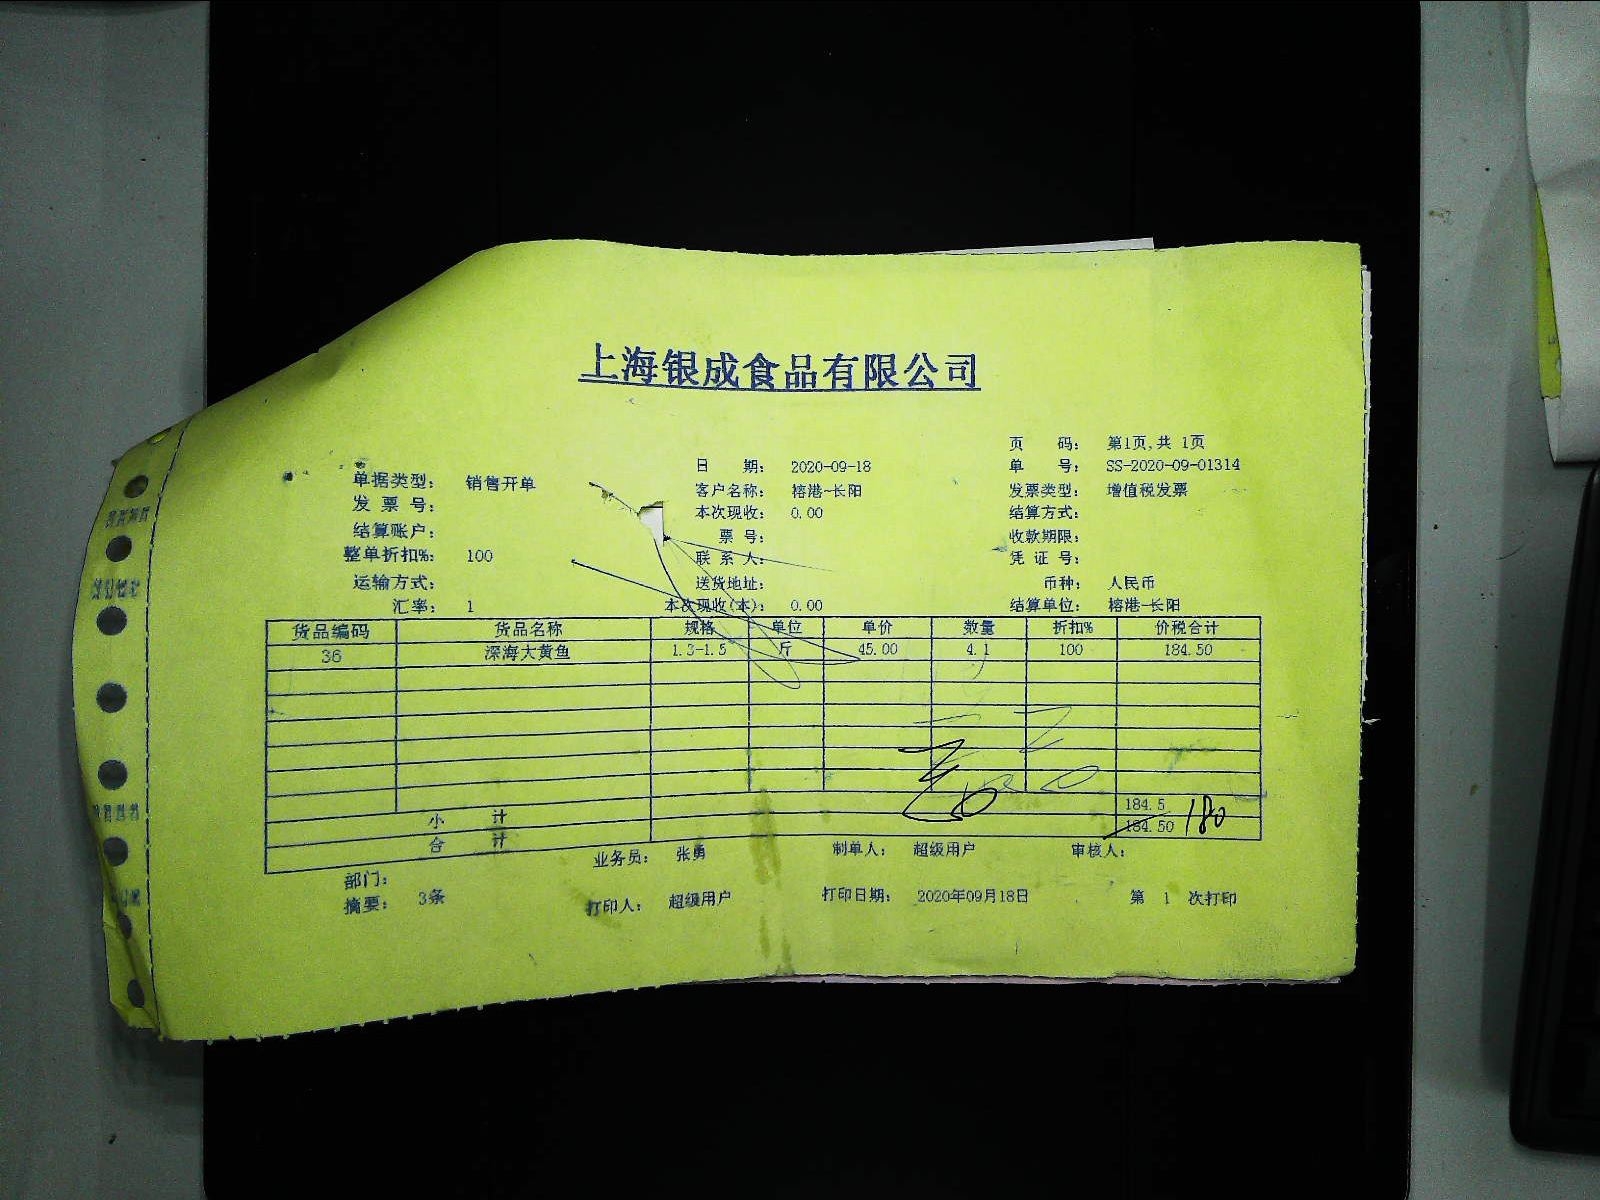 上海银成食品有限公司
页 码： 第1页,共 1页
单据类型： 销售开单 日 期： 2020-09-18 单 号： SS-2020-09-01314
发 票 号： 客户名称： 榕港-长阳 发票类型： 增值税发票
结算账户： 本次现收： 0.00 结算方式：
整单折扣%： 100 票 号： 收款期限：
运输方式： 联 系 人： 凭 证 号：
送货地址： 币种： 人民币
汇率： 1 本次现收(本)： 0.00 结算单位： 榕港-长阳
货品编码 货品名称 规格 单位 单价 数量 折扣% 价税合计
36 深海大黄鱼 1.3-1.5 斤 45.00 4.1 100 184.50
小 计 184.5
合 计 184.50 180
业务员： 张勇 制单人： 超级用户 审核人：
部门：
摘要： 3条 打印人： 超级用户 打印日期： 2020年09月18日 第 1 次打印